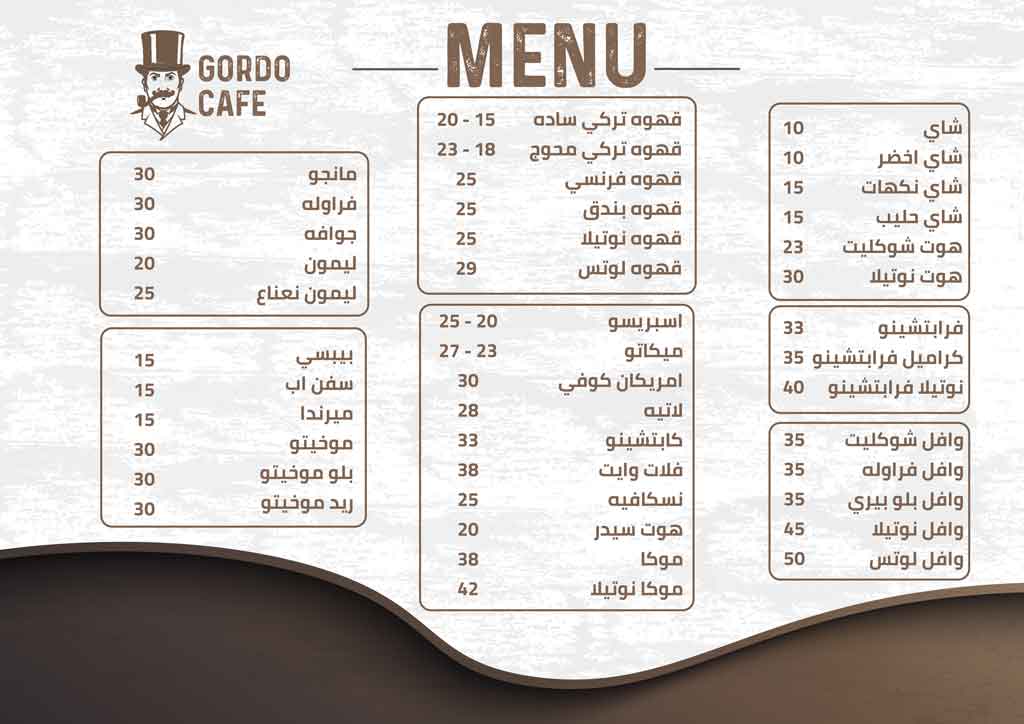 GORDO
CAFE
MENU
شاي 10
شاي اخضر 10
شاي نكهات 15
شاي حليب 15
هوت شوكليت 23
هوت نوتيلا 30
فرابتشينو 33
كراميل فرابتشينو 35
نوتيلا فرابتشينو 40
وافل شوكليت 35
وافل فراوله 35
وافل بلو بيري 35
وافل نوتيلا 45
وافل لوتس 50
قهوه تركي ساده 15 - 20
قهوه تركي محوج 18 - 23
قهوه فرنسي 25
قهوه بندق 25
قهوه نوتيلا 25
قهوه لوتس 29
اسبريسو 20 - 25
ميكاتو 23 - 27
امريكان كوفي 30
لاتيه 28
كابتشينو 33
فلات وايت 38
نسكافيه 25
هوت سيدر 20
موكا 38
موكا نوتيلا 42
مانجو 30
فراوله 30
جوافه 30
ليمون 20
ليمون نعناع 25
بيبسي 15
سفن اب 15
ميرندا 15
موخيتو 30
بلو موخيتو 30
ريد موخيتو 30